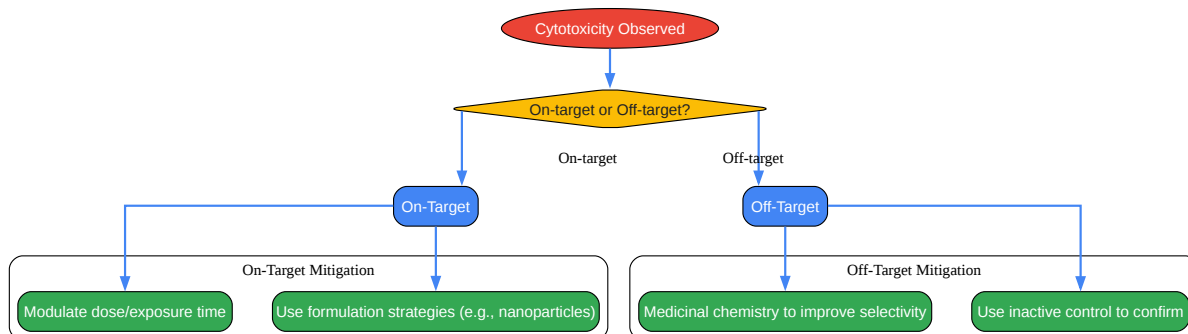 Cytotoxicity Observed
On-target or Off-target?
On-target
Off-target
On-Target
Off-Target
On-Target Mitigation
Off-Target Mitigation
Modulate dose/exposure time
Use formulation strategies (e.g., nanoparticles)
Medicinal chemistry to improve selectivity
Use inactive control to confirm